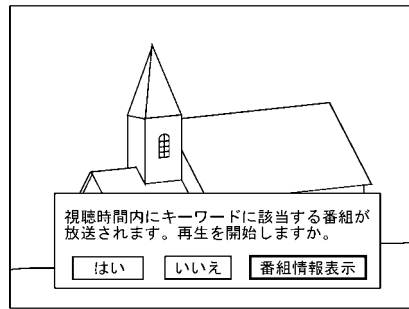 視聴時間内にキーワードに該当する番組が
放送されます。再生を開始しますか。
はい いいえ 番組情報表示